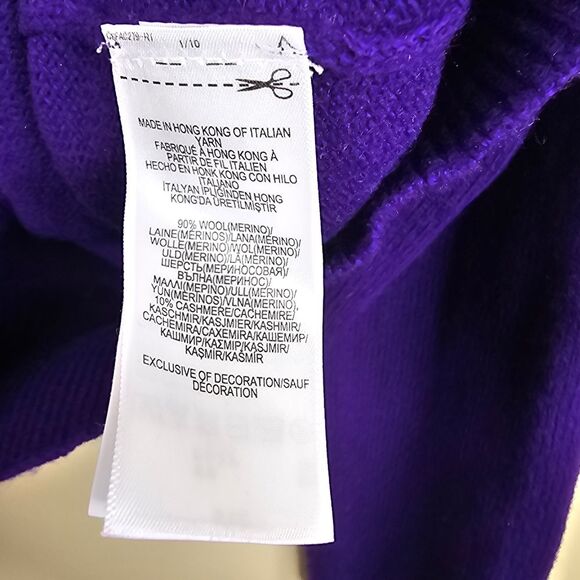 1/10
MADE IN HONG KONG OF ITALIAN
YARN
FABRIQUÉ À HONG KONG À
PARTIR DE FIL ITALIEN
HECHO EN HONK KONG CON HILO
ITALIANO
İTALYAN İPLİĞİNDEN HONG
KONG'DA ÜRETİLMİŞTİR
90% WOOL(MERINO)/
LAINE(MÉRINOS)/LANA(MERINO)/
WOLLE(MERINO)/WOL(MERINO)/
ULD(MERINO)/LÃ(MERINO)/
ШЕРСТЬ(МЕРИНОСОВАЯ)/
ВЪЛНА(МЕРИНО)/
ΜΑΛΛΙ(ΜΕΡΙΝΟ)/ULL(MERINO)/
YÜN(MERİNOS)/VLNA(MERINO).
10% CASHMERE/CACHEMIRE/
KASCHMIR/KASJMIER/KASHMIR/
CACHEMIRA/CAXEMIRA/КАШЕМИР/
КАШМИР/ΚΑΣΜΙΡ/KASJMIR/
KAŞMİR/KAŠMÍR
EXCLUSIVE OF DECORATION/SAUF
DÉCORATION